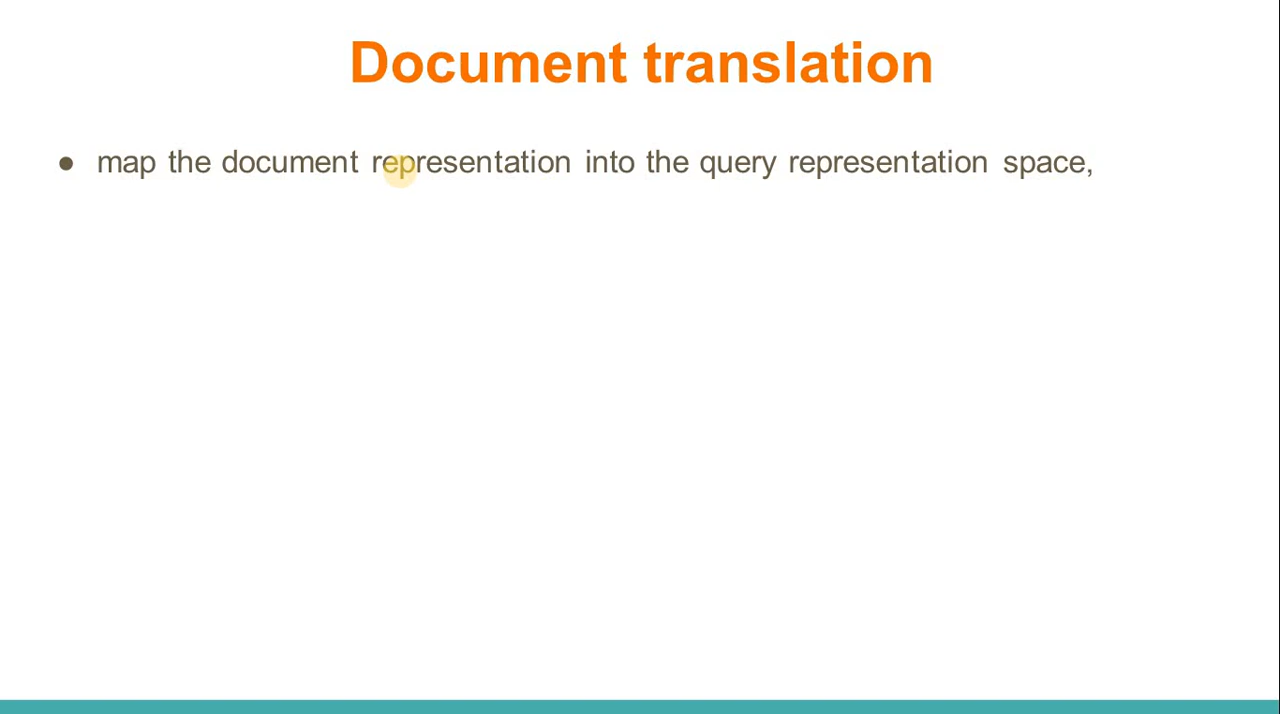 Document translation
● map the document representation into the query representation space,